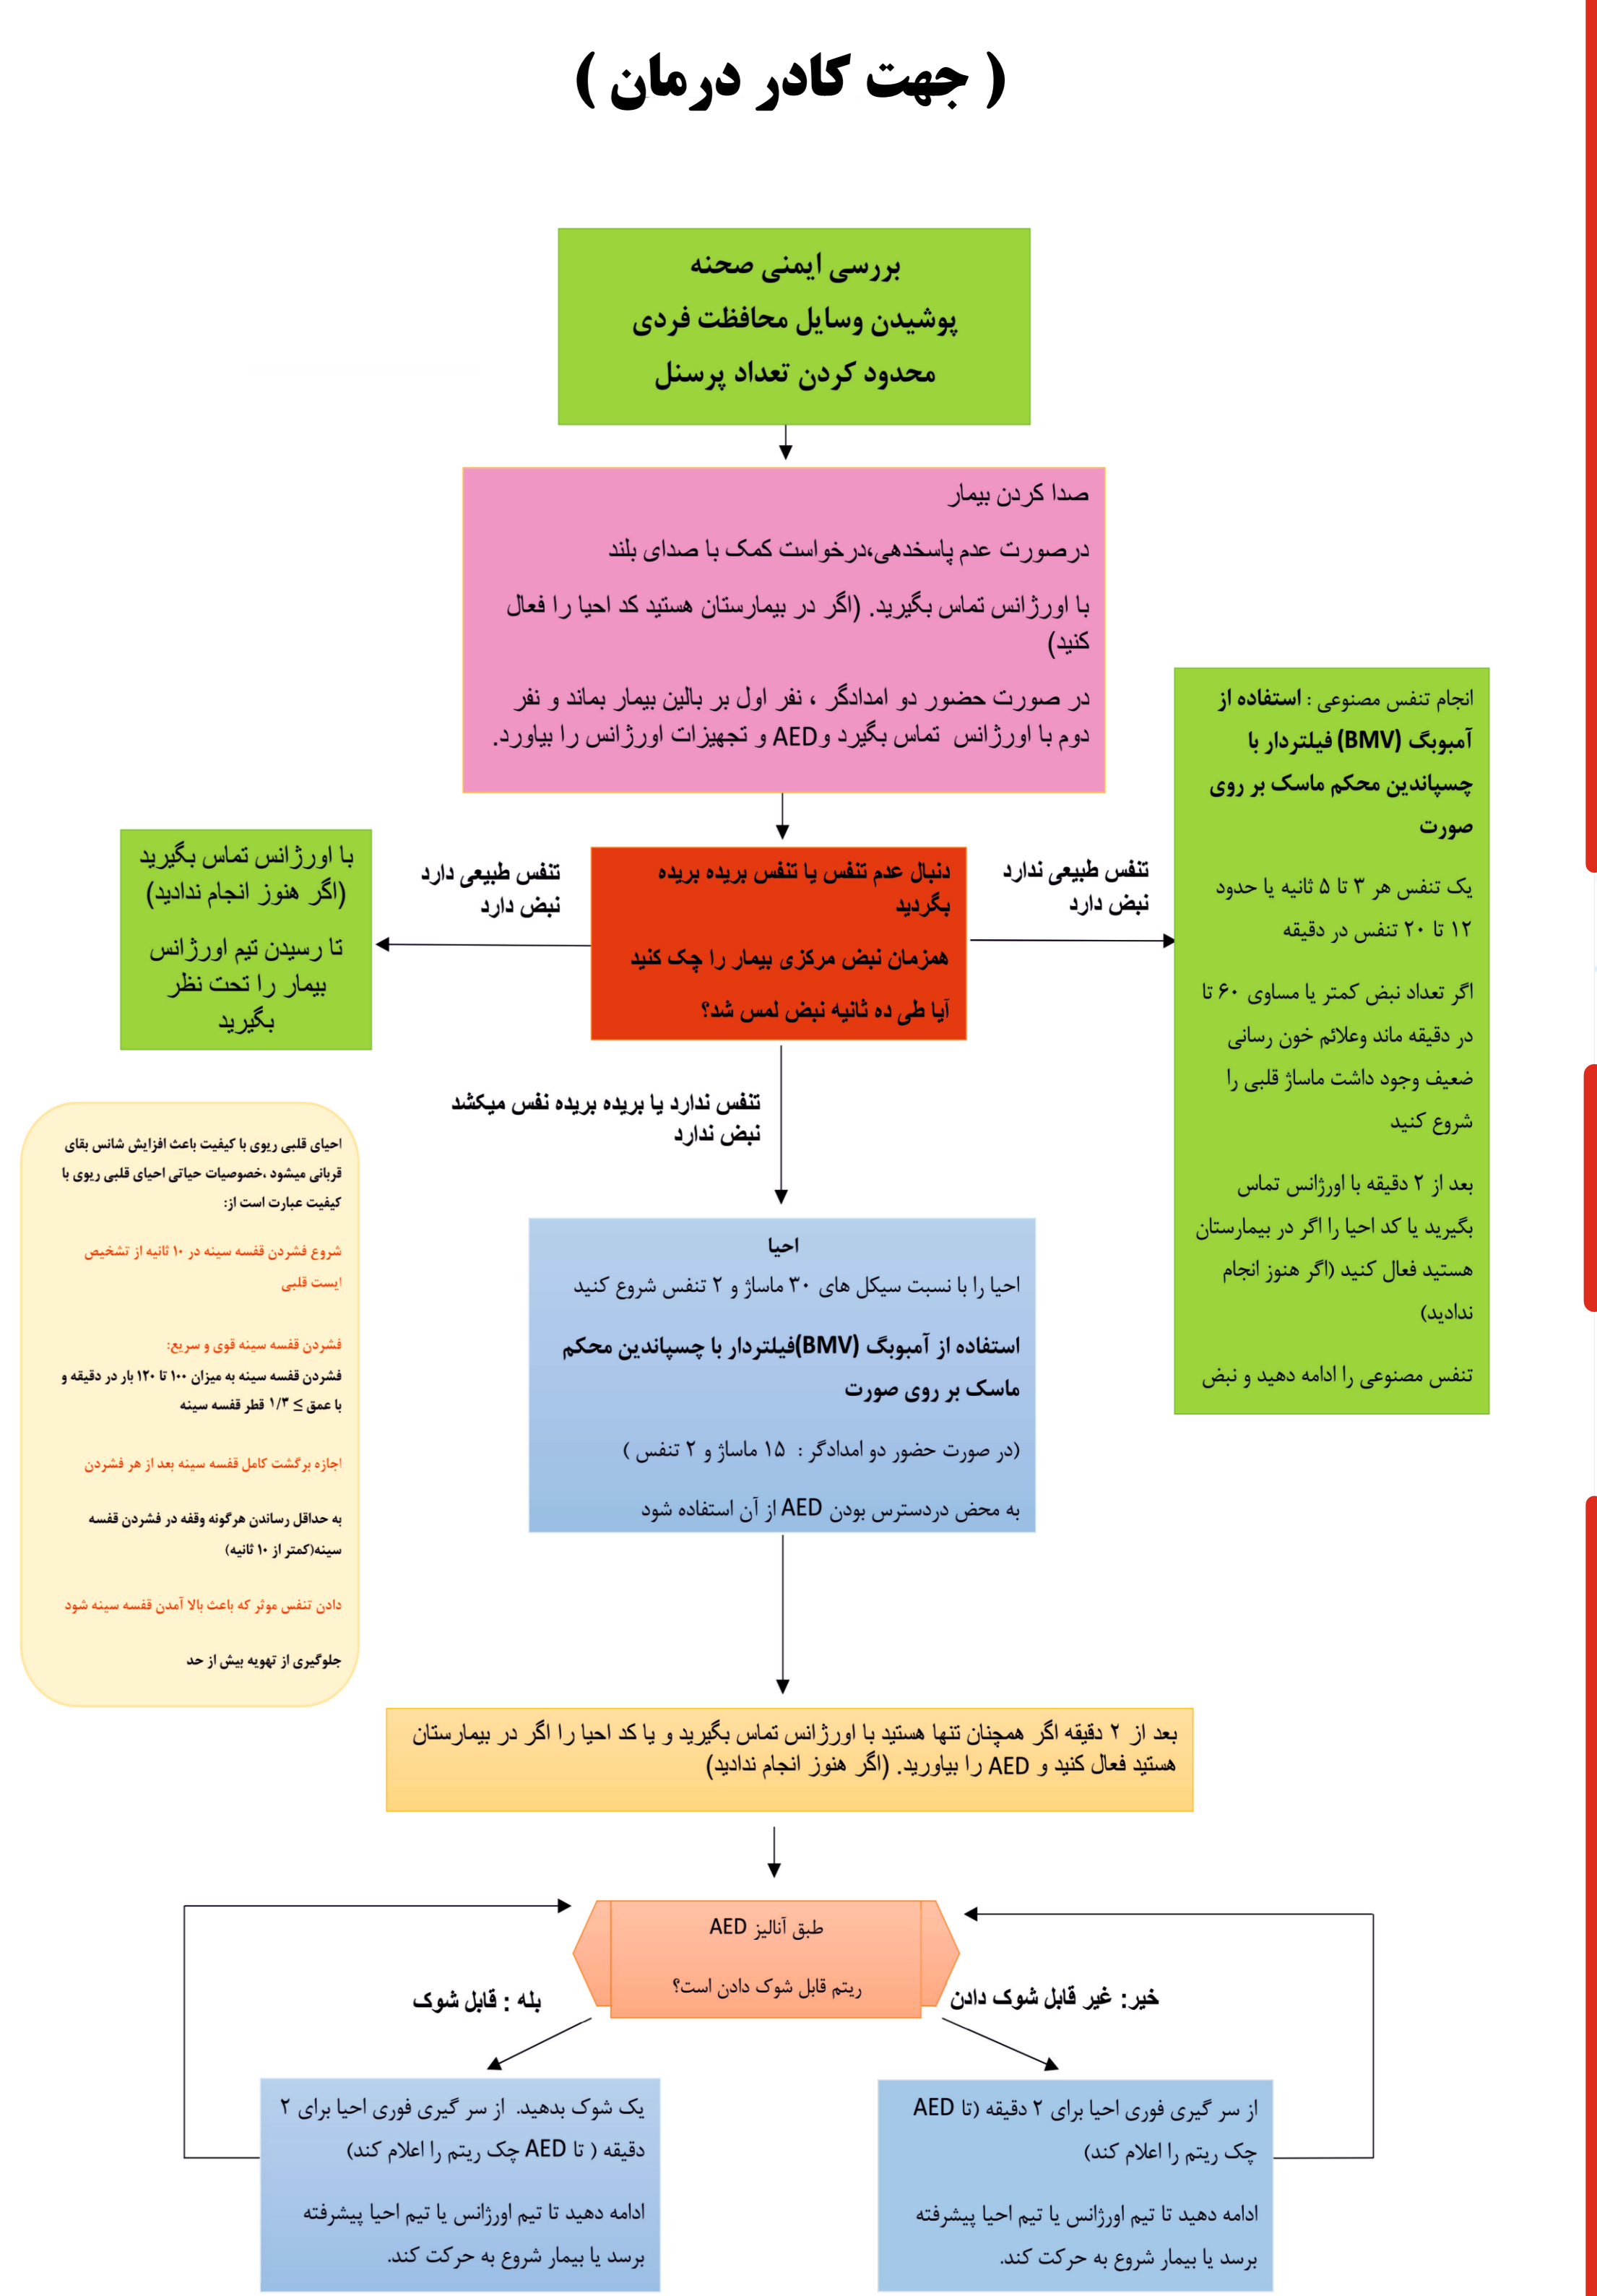 ( جهت کادر درمان )
بررسی ایمنی صحنه
پوشیدن وسایل محافظت فردی
محدود کردن تعداد پرسنل
صدا کردن بیمار
درصورت عدم پاسخدهی،درخواست کمک با صدای بلند
با اورژانس تماس بگیرید. (اگر در بیمارستان هستید کد احیا را فعال
کنید)
در صورت حضور دو امدادگر ، نفر اول بر بالین بیمار بماند و نفر
دوم با اورژانس تماس بگیرد وAED و تجهیزات اورژانس را بیاورد.
دنبال عدم تنفس یا تنفس بریده بریده
بگردید
همزمان نبض مرکزی بیمار را چک کنید
آیا طی ده ثانیه نبض لمس شد؟
تنفس طبیعی ندارد
نبض دارد
انجام تنفس مصنوعی : استفاده از
آمبوبگ (BMV) فیلتردار با
چسپاندین محکم ماسک بر روی
صورت
یک تنفس هر ۳ تا ۵ ثانیه یا حدود
۱۲ تا ۲۰ تنفس در دقیقه
اگر تعداد نبض کمتر یا مساوی ۶۰ تا
در دقیقه ماند وعلائم خون رسانی
ضعیف وجود داشت ماساژ قلبی را
شروع کنید
بعد از ۲ دقیقه با اورژانس تماس
بگیرید یا کد احیا را اگر در بیمارستان
هستید فعال کنید (اگر هنوز انجام
ندادید)
تنفس مصنوعی را ادامه دهید و نبض
تنفس طبیعی دارد
نبض دارد
با اورژانس تماس بگیرید
(اگر هنوز انجام ندادید)
تا رسیدن تیم اورژانس
بیمار را تحت نظر
بگیرید
تنفس ندارد یا بریده بریده نفس میکشد
نبض ندارد
احیا
احیا را با نسبت سیکل های ۳۰ ماساژ و ۲ تنفس شروع کنید
استفاده از آمبوبگ (BMV)فیلتردار با چسپاندین محکم
ماسک بر روی صورت
(در صورت حضور دو امدادگر : ۱۵ ماساژ و ۲ تنفس )
به محض دردسترس بودن AED از آن استفاده شود
احیای قلبی ریوی با کیفیت باعث افزایش شانس بقای
قربانی میشود ،خصوصیات حیاتی احیای قلبی ریوی با
کیفیت عبارت است از:
شروع فشردن قفسه سینه در ۱۰ ثانیه از تشخیص
ایست قلبی
فشردن قفسه سینه قوی و سریع:
فشردن قفسه سینه به میزان ۱۰۰ تا ۱۲۰ بار در دقیقه و
با عمق ≥ ۱/۳ قطر قفسه سینه
اجازه برگشت کامل قفسه سینه بعد از هر فشردن
به حداقل رساندن هرگونه وقفه در فشردن قفسه
سینه(کمتر از ۱۰ ثانیه)
دادن تنفس موثر که باعث بالا آمدن قفسه سینه شود
جلوگیری از تهویه بیش از حد
بعد از ۲ دقیقه اگر همچنان تنها هستید با اورژانس تماس بگیرید و یا کد احیا را اگر در بیمارستان
هستید فعال کنید و AED را بیاورید. (اگر هنوز انجام ندادید)
طبق آنالیز AED
ریتم قابل شوک دادن است؟
خیر: غیر قابل شوک دادن
بله : قابل شوک
از سر گیری فوری احیا برای ۲ دقیقه (تا AED
چک ریتم را اعلام کند)
ادامه دهید تا تیم اورژانس یا تیم احیا پیشرفته
برسد یا بیمار شروع به حرکت کند.
یک شوک بدهید. از سر گیری فوری احیا برای ۲
دقیقه ( تا AED چک ریتم را اعلام کند)
ادامه دهید تا تیم اورژانس یا تیم احیا پیشرفته
برسد یا بیمار شروع به حرکت کند.